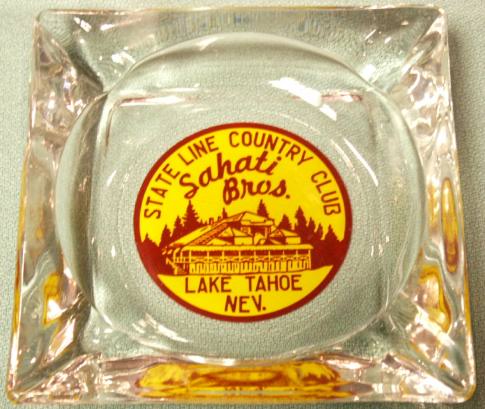 STATE LINE COUNTRY CLUB
Sahati
Bros.
LAKE TAHOE
NEV.